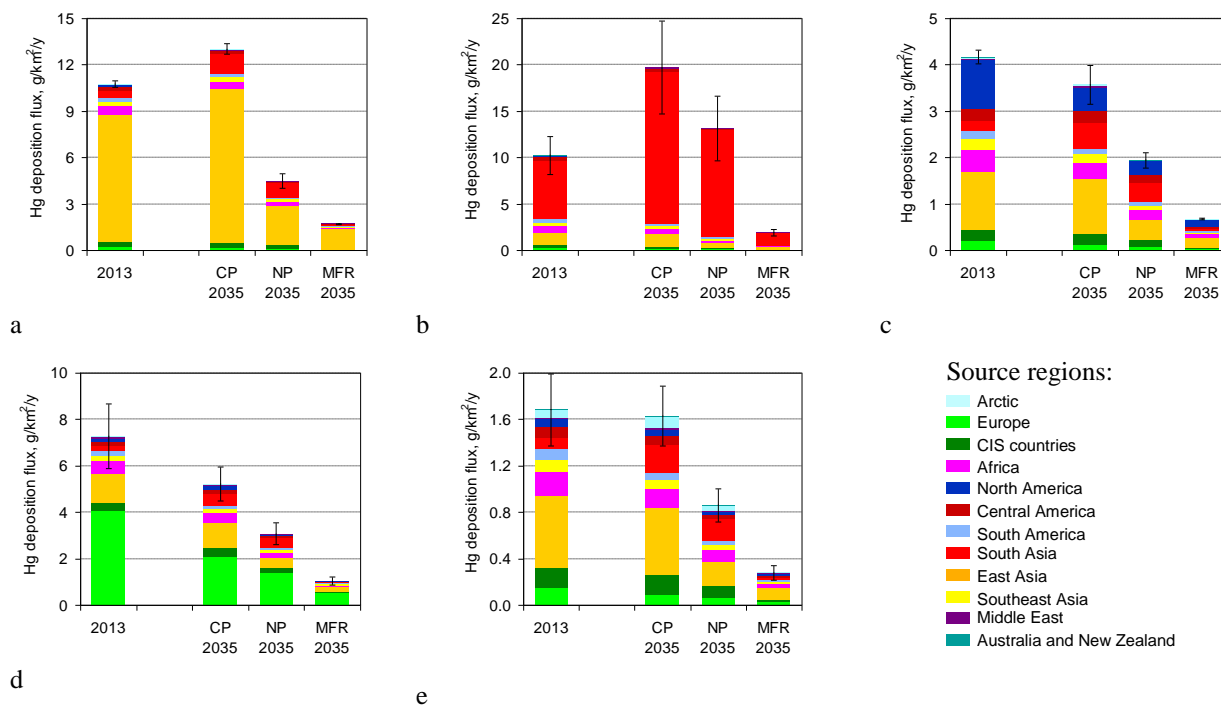 Hg deposition flux, g/km²/y
15
12
9
6
3
0
2013
CP 2035
NP 2035
MFR 2035
a
Hg deposition flux, g/km²/y
25
20
15
10
5
0
2013
CP 2035
NP 2035
MFR 2035
b
Hg deposition flux, g/km²/y
5
4
3
2
1
0
2013
CP 2035
NP 2035
MFR 2035
c
Hg deposition flux, g/km²/y
10
8
6
4
2
0
2013
CP 2035
NP 2035
MFR 2035
d
Hg deposition flux, g/km²/y
2.0
1.6
1.2
0.8
0.4
0.0
2013
CP 2035
NP 2035
MFR 2035
e
Source regions:
Arctic
Europe
CIS countries
Africa
North America
Central America
South America
South Asia
East Asia
Southeast Asia
Middle East
Australia and New Zealand